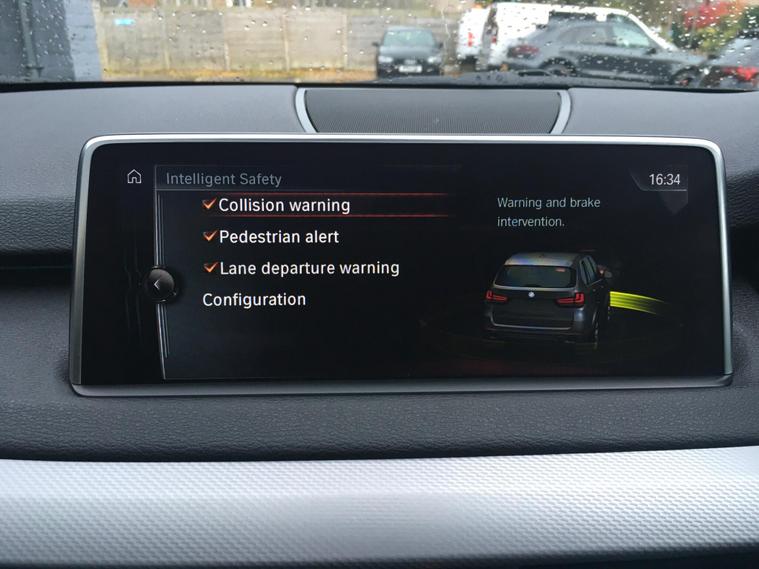 Intelligent Safety
16:34
Collision warning
Pedestrian alert
Lane departure warning
Configuration
Warning and brake
intervention.